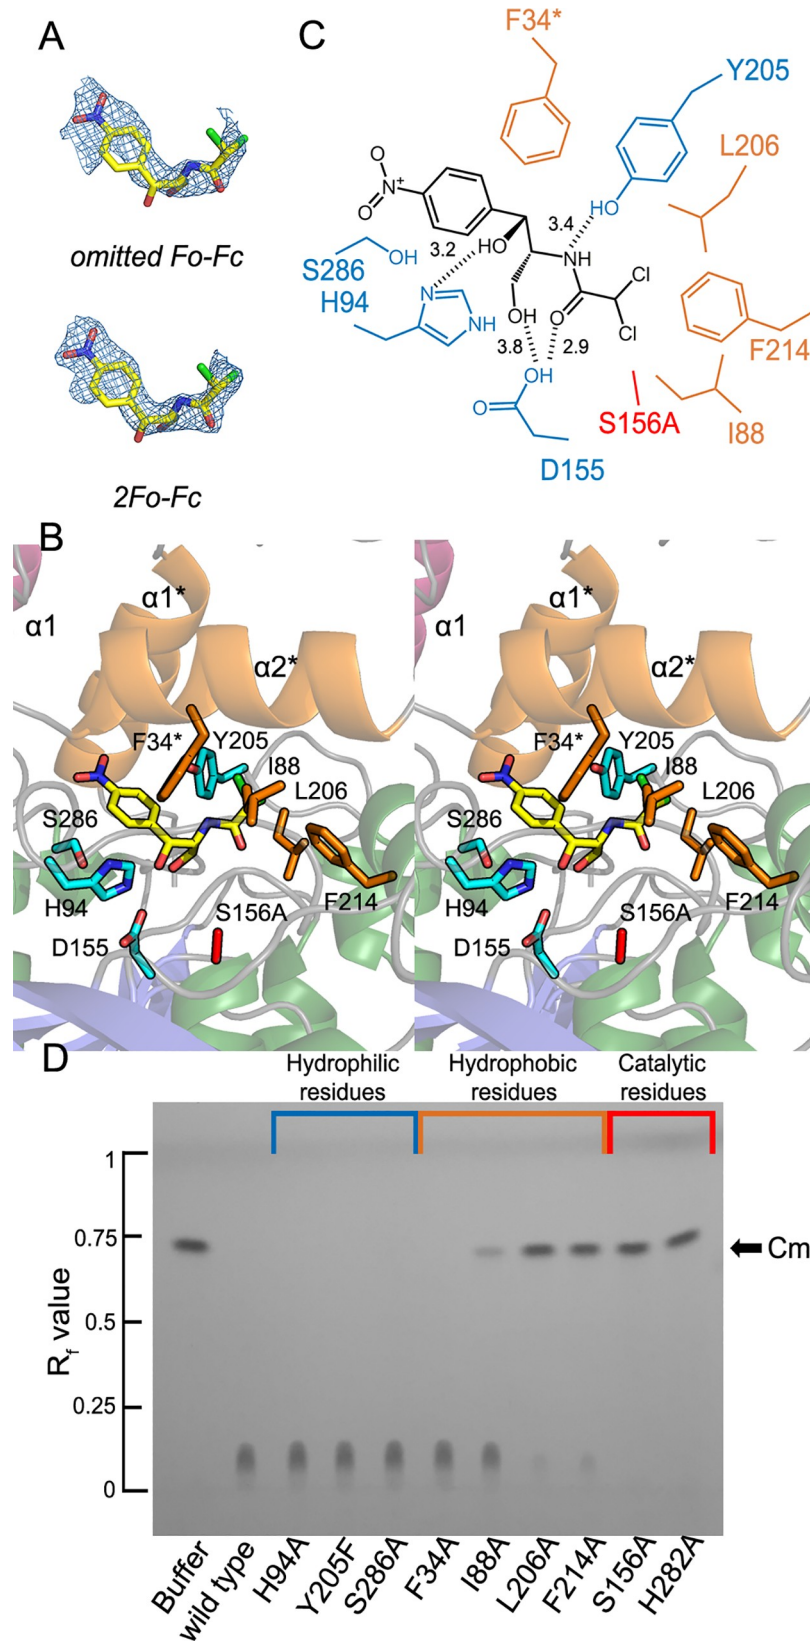 A
omitted Fo-Fc
2Fo-Fc
C
F34*
Y205
L206
O
N+
O
HO
3.4
3.2
HO
NH
S286
OH
H94
N
NH
Cl
OH
O
Cl
3.8
2.9
F214
OH
O
S156A
I88
D155
B
α1*
α1
α2*
F34*
Y205
I88
L206
S286
H94
F214
S156A
D155
α1*
α1
α2*
F34*
Y205
I88
L206
S286
H94
F214
S156A
D155
D
Hydrophilic
residues
Hydrophobic
residues
Catalytic
residues
1
0.75
0.5
0.25
0
Rf value
Cm
Buffer
wild type
H94A
Y205F
S286A
F34A
I88A
L206A
F214A
S156A
H282A